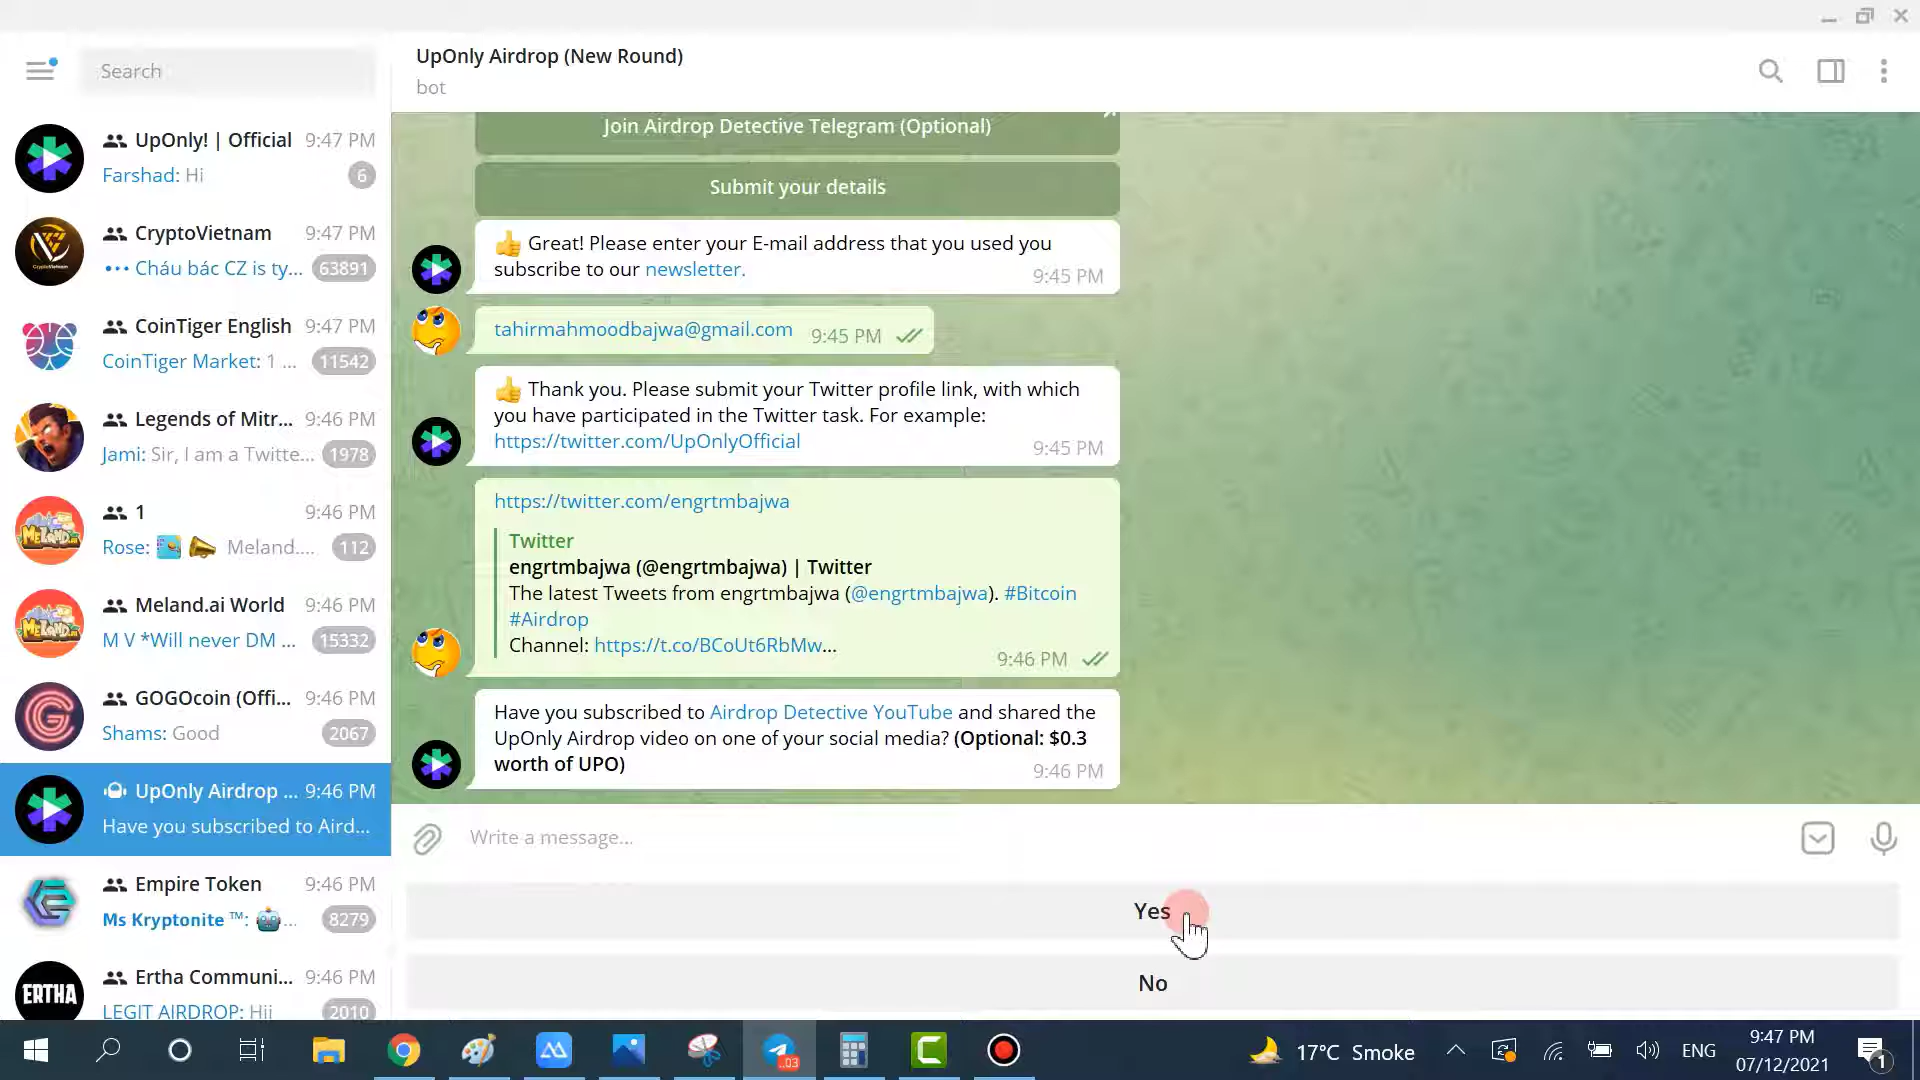 Search
UpOnly Airdrop (New Round)
bot
UpOnly! | Official 9:47 PM
Farshad: Hi 6
CryptoVietnam 9:47 PM
Cháu bác CZ is ty... 63891
CryptoVietnam
CoinTiger English 9:47 PM
CoinTiger Market: 1 ... 11542
Legends of Mitr... 9:46 PM
Jami: Sir, I am a Twitte... 1978
1 9:46 PM
Rose: Meland.... 112
MELAND.ai
Meland.ai World 9:46 PM
M V *Will never DM ... 15332
MELAND.ai
GOGOcoin (Offi... 9:46 PM
Shams: Good 2067
UpOnly Airdrop ... 9:46 PM
Have you subscribed to Aird...
Empire Token 9:46 PM
Ms Kryptonite ™: ... 8279
Ertha Communi... 9:46 PM
LEGIT AIRDROP: Hii 2010
ERTHA
Join Airdrop Detective Telegram (Optional)
Submit your details
👍 Great! Please enter your E-mail address that you used you
subscribe to our newsletter.
9:45 PM
tahirmahmoodbajwa@gmail.com 9:45 PM
👍 Thank you. Please submit your Twitter profile link, with which
you have participated in the Twitter task. For example:
https://twitter.com/UpOnlyOfficial
9:45 PM
https://twitter.com/engrtmbajwa
Twitter
engrtmbajwa (@engrtmbajwa) | Twitter
The latest Tweets from engrtmbajwa (@engrtmbajwa). #Bitcoin
#Airdrop
Channel: https://t.co/BCoUt6RbMw...
9:46 PM
Have you subscribed to Airdrop Detective YouTube and shared the
UpOnly Airdrop video on one of your social media? (Optional: $0.3
worth of UPO)
9:46 PM
Write a message...
Yes
No
..03
17°C Smoke
ENG
9:47 PM
07/12/2021
1